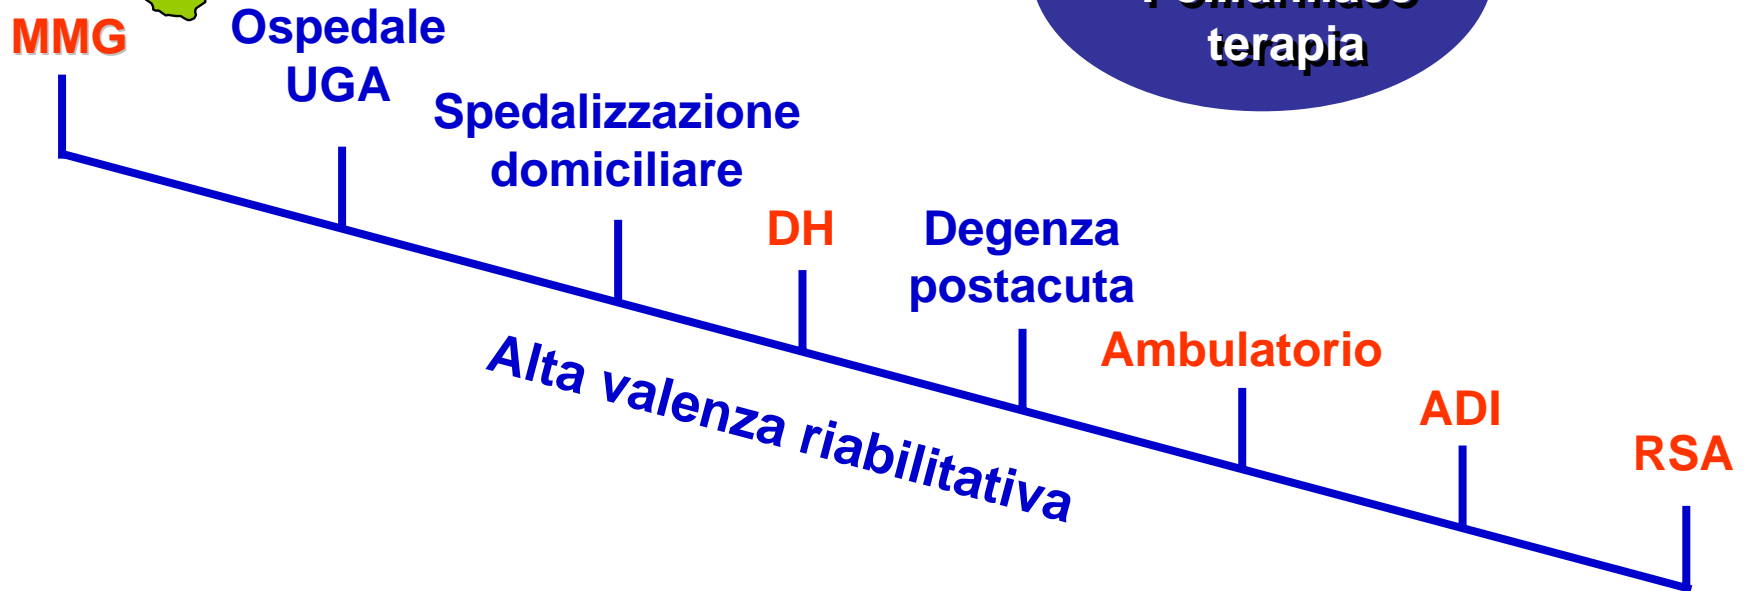 MMG
Ospedale
UGA
Spedalizzazione
domiciliare
DH
Degenza
postacuta
Ambulatorio
ADI
RSA
Alta valenza riabilitativa
terapia